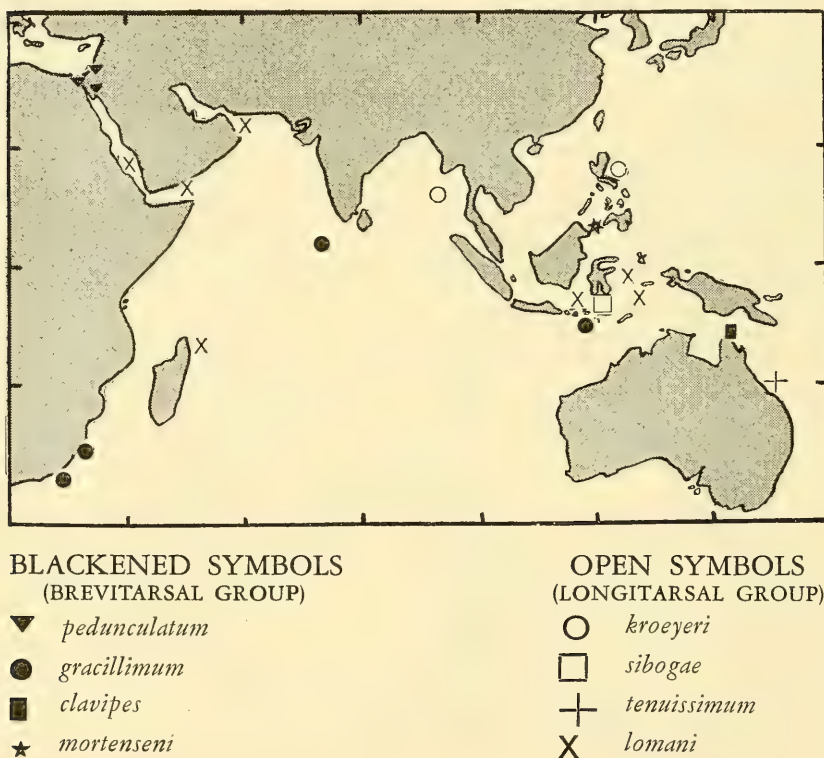 BLACKENED SYMBOLS
(BREVITARSAL GROUP)
pedunculatum
gracillimum
clavipes
mortenseni
OPEN SYMBOLS
(LONGITARSAL GROUP)
kroeyeri
sibogae
tenuissimum
lomani